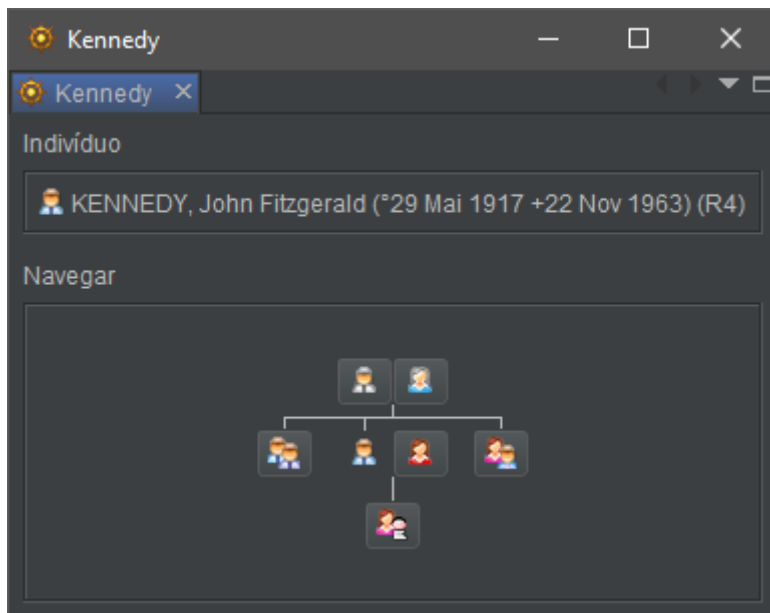 Kennedy
Kennedy
Indivíduo
KENNEDY, John Fitzgerald (°29 Mai 1917 +22 Nov 1963) (R4)
Navegar